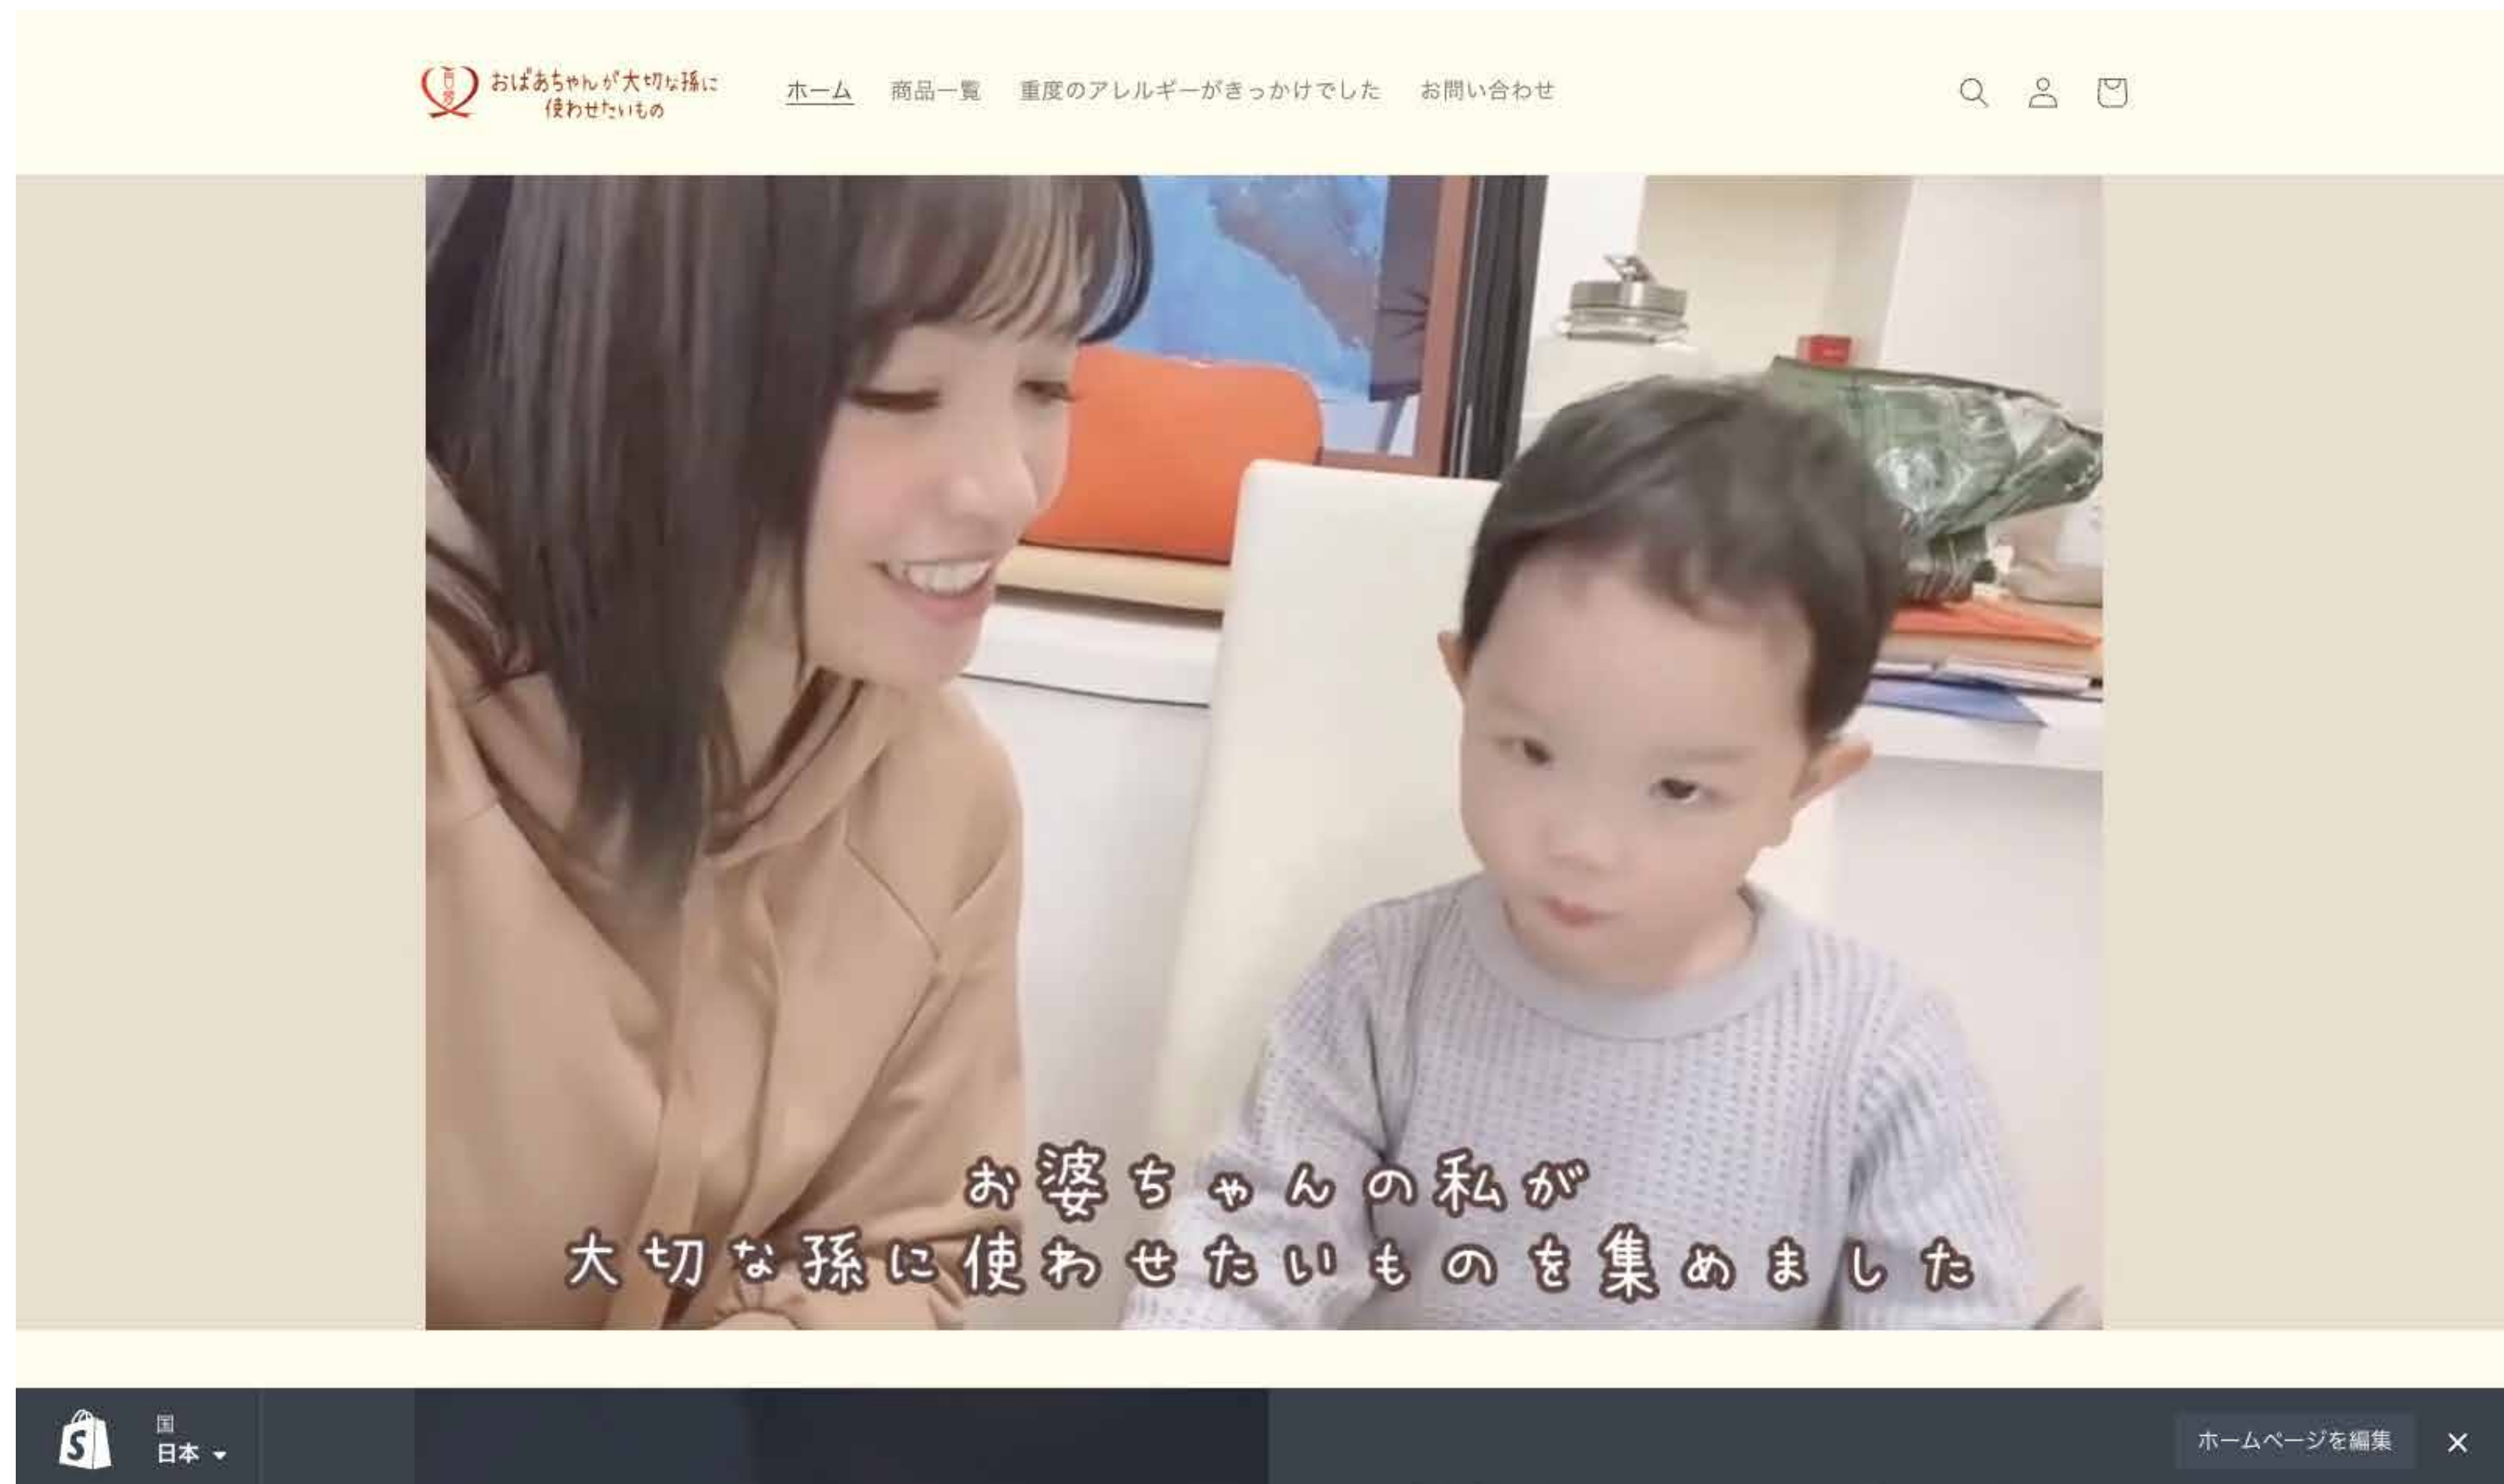 おばあちゃんが大切な孫に
使わせたいもの
ホーム
商品一覧
重度のアレルギーがきっかけでした
お問い合わせ
お婆ちゃんの私が
大切な孫に使わせたいものを集めました
国
日本
ホームページを編集